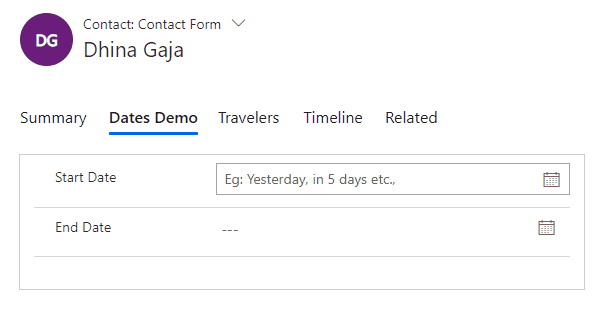 DG
Contact: Contact Form
Dhina Gaja
Summary Dates Demo Travelers Timeline Related
Start Date Eg: Yesterday, in 5 days etc.,
End Date ---